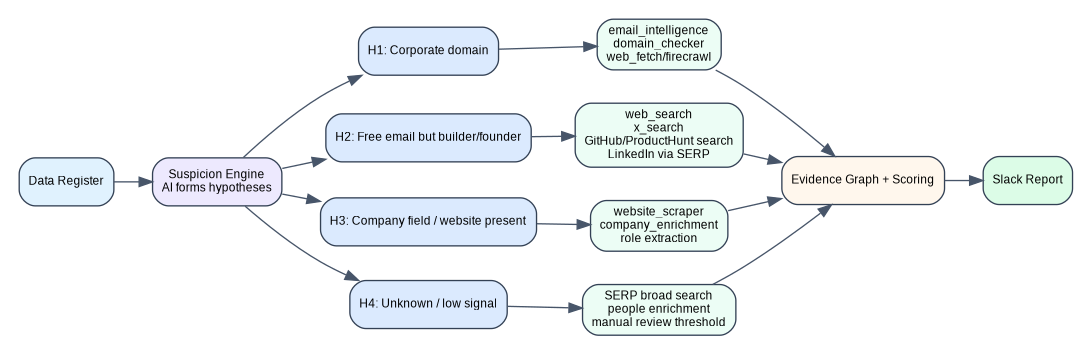 Data Register
Suspicion Engine
AI forms hypotheses
H1: Corporate domain
H2: Free email but builder/founder
H3: Company field / website present
H4: Unknown / low signal
email_intelligence
domain_checker
web_fetch/firecrawl
web_search
x_search
GitHub/ProductHunt search
LinkedIn via SERP
website_scraper
company_enrichment
role extraction
SERP broad search
people enrichment
manual review threshold
Evidence Graph + Scoring
Slack Report